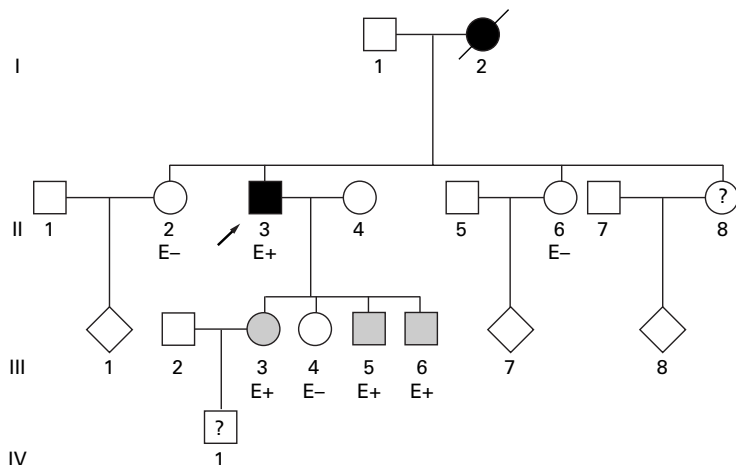 I
1 2
?
II
1 2 3 4 5 6 7 8
E– E+ E–
III
1 2 3 4 5 6 7 8
E+ E– E+ E+
?
1
IV